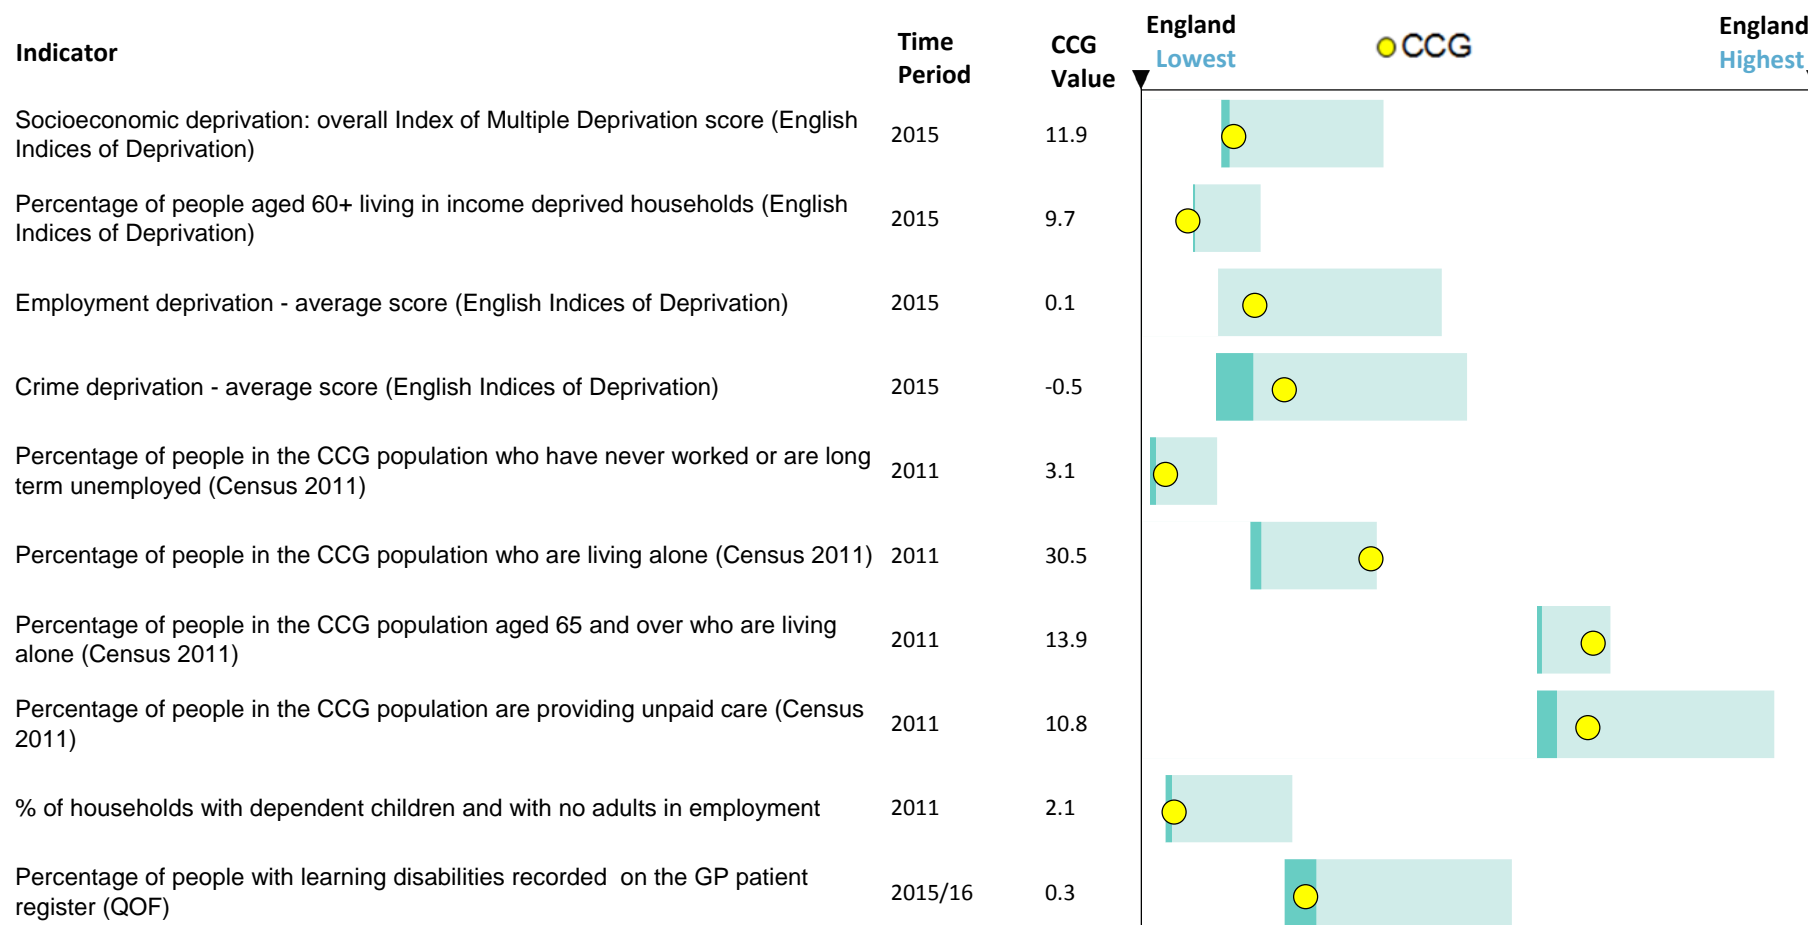 Indicator
Time
Period
CCG
Value
England
Lowest
CCG
England
Highest
Socioeconomic deprivation: overall Index of Multiple Deprivation score (English
Indices of Deprivation)
2015
11.9
Percentage of people aged 60+ living in income deprived households (English
Indices of Deprivation)
2015
9.7
Employment deprivation - average score (English Indices of Deprivation)
2015
0.1
Crime deprivation - average score (English Indices of Deprivation)
2015
-0.5
Percentage of people in the CCG population who have never worked or are long
term unemployed (Census 2011)
2011
3.1
Percentage of people in the CCG population who are living alone (Census 2011)
2011
30.5
Percentage of people in the CCG population aged 65 and over who are living
alone (Census 2011)
2011
13.9
Percentage of people in the CCG population are providing unpaid care (Census
2011)
2011
10.8
% of households with dependent children and with no adults in employment
2011
2.1
Percentage of people with learning disabilities recorded  on the GP patient
register (QOF)
2015/16
0.3